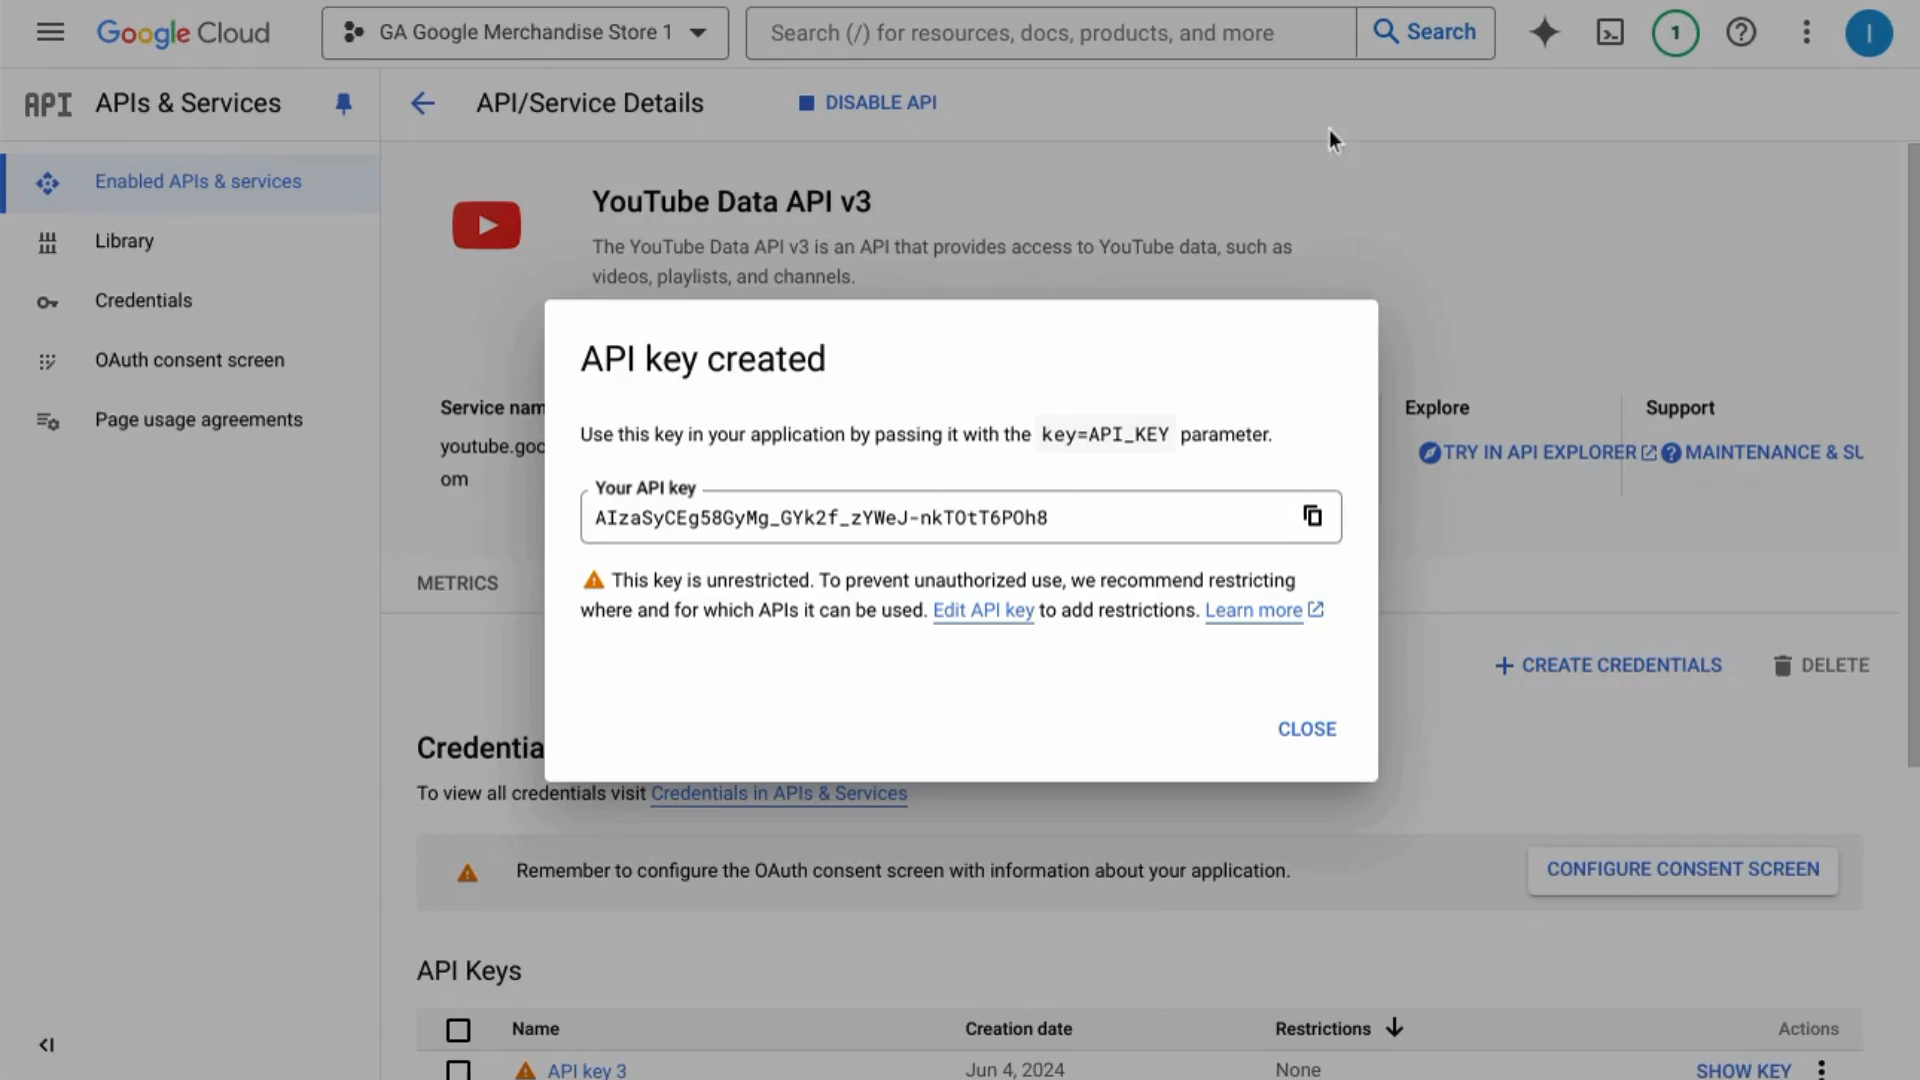 Google Cloud
GA Google Merchandise Store 1
Search (/) for resources, docs, products, and more
Search
1
I
API
APIs & Services
API/Service Details
DISABLE API
Enabled APIs & services
Library
Credentials
OAuth consent screen
Page usage agreements
YouTube Data API v3
The YouTube Data API v3 is an API that provides access to YouTube data, such as
videos, playlists, and channels.
Service nam
youtube.goc
om
Explore
TRY IN API EXPLORER
Support
MAINTENANCE & SU
METRICS
API key created
Use this key in your application by passing it with the key=API_KEY parameter.
Your API key
AIzaSyCEg58GyMg_GYk2f_zYWeJ-nkTOtT6POh8
This key is unrestricted. To prevent unauthorized use, we recommend restricting
where and for which APIs it can be used. Edit API key to add restrictions. Learn more
CLOSE
CREATE CREDENTIALS
DELETE
Credentia
To view all credentials visit Credentials in APIs & Services
Remember to configure the OAuth consent screen with information about your application.
CONFIGURE CONSENT SCREEN
API Keys
Name
Creation date
Restrictions
Actions
API key 3
Jun 4, 2024
None
SHOW KEY